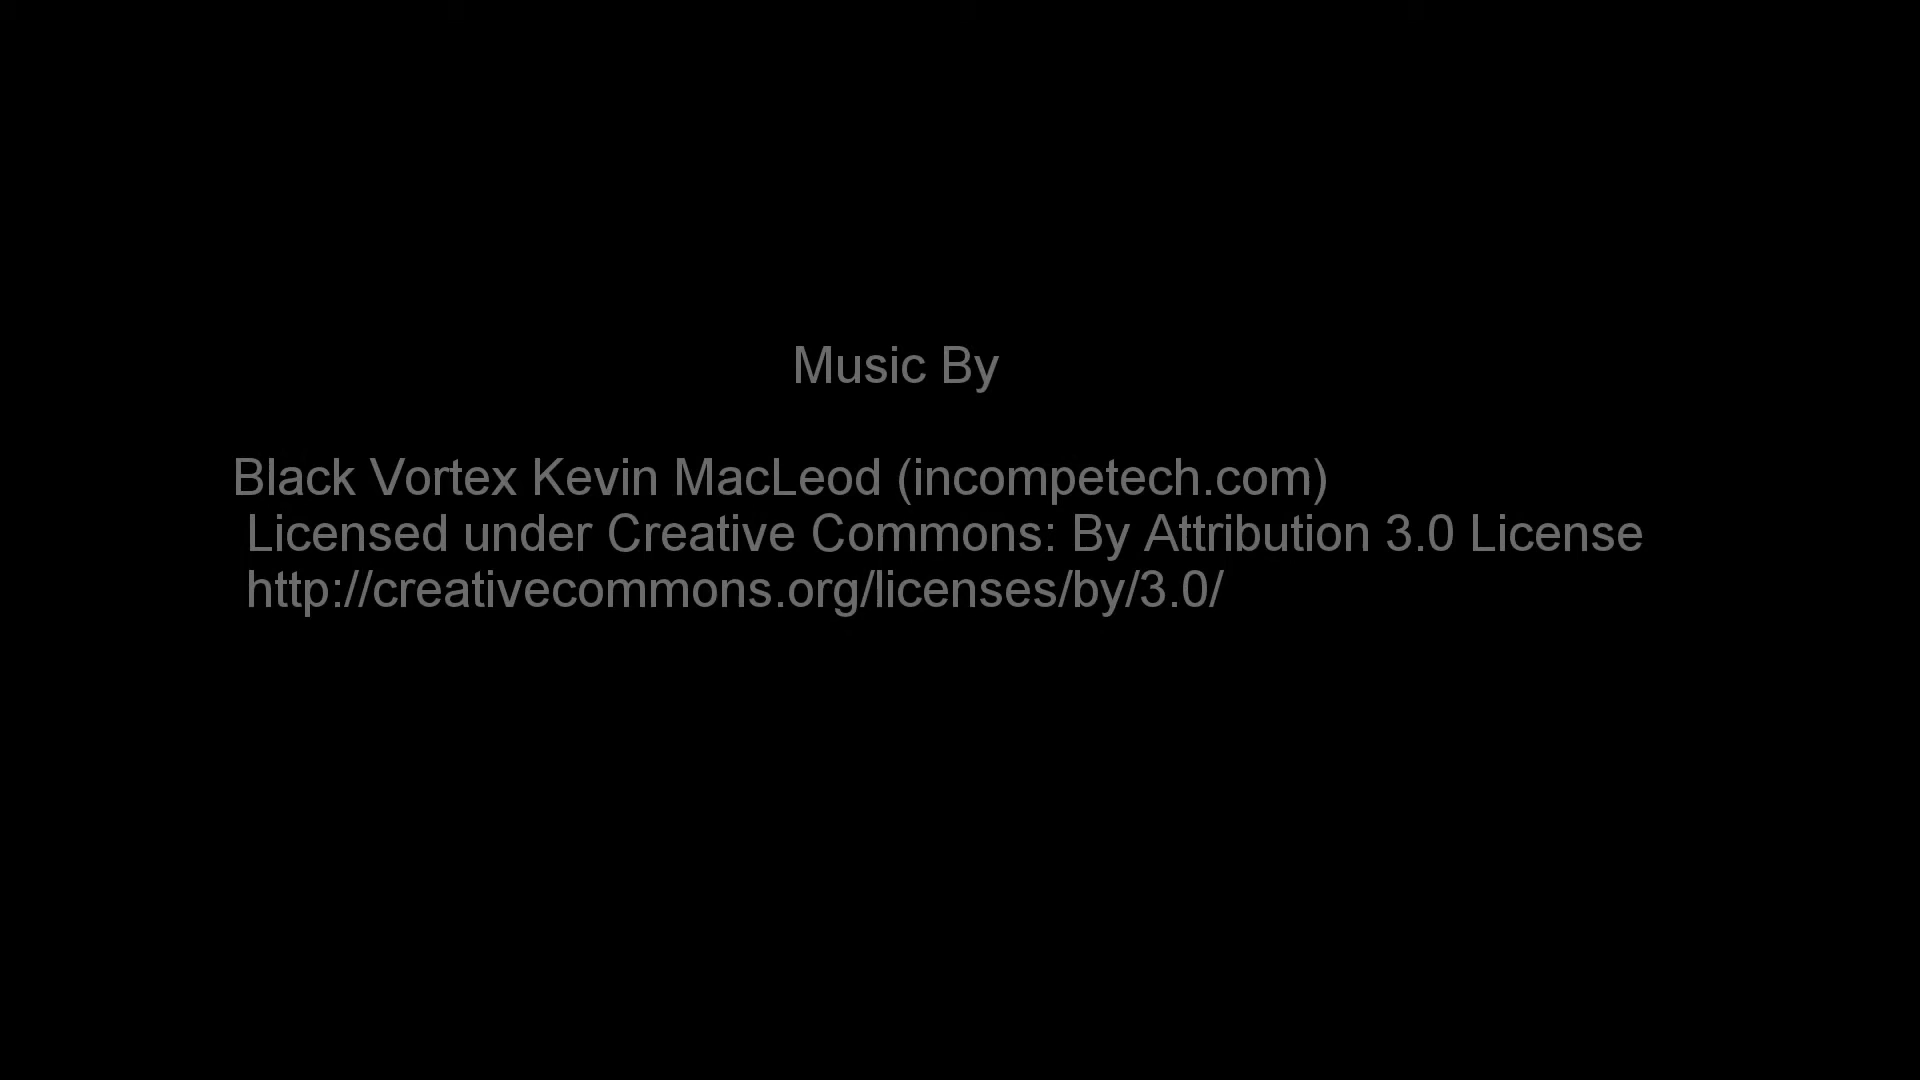 Music By
Black Vortex Kevin MacLeod (incompetech.com)
Licensed under Creative Commons: By Attribution 3.0 License
http://creativecommons.org/licenses/by/3.0/